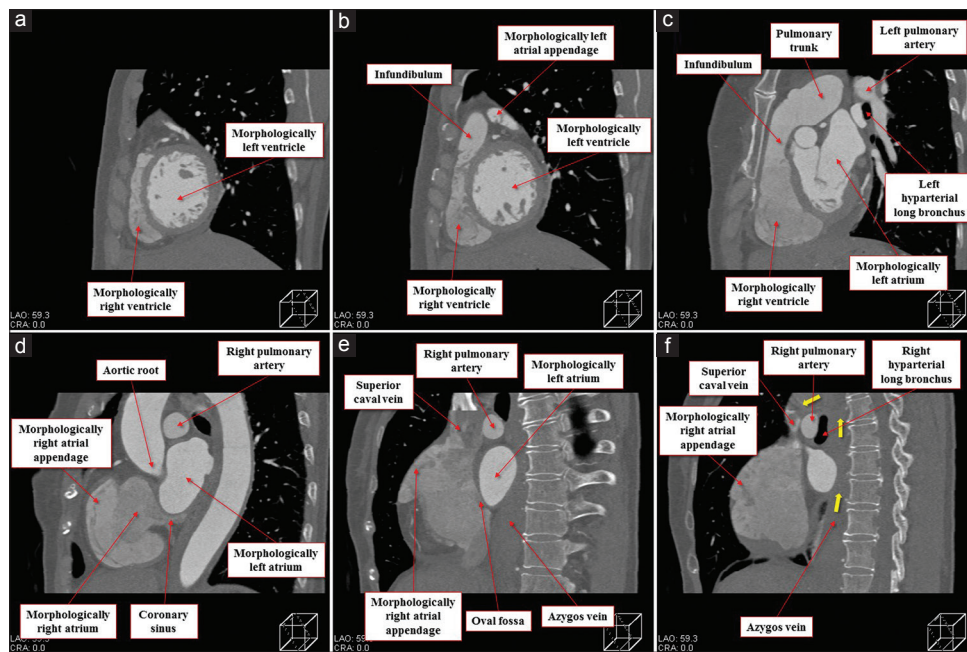 a
Morphologically
left ventricle
Morphologically
right ventricle
LAO: 59.3
CRA: 0.0
b
Morphologically left
atrial appendage
Infundibulum
Morphologically
left ventricle
Morphologically
right ventricle
LAO: 59.3
CRA: 0.0
c
Pulmonary
trunk
Left pulmonary
artery
Infundibulum
Left
hyparterial
long bronchus
Morphologically
left atrium
Morphologically
right ventricle
LAO: 59.3
CRA: 0.0
d
Right pulmonary
artery
Aortic root
Morphologically
right atrial
appendage
Morphologically
left atrium
Morphologically
right atrium
Coronary
sinus
CRA: 0.0
e
Right pulmonary
artery
Morphologically
left atrium
Superior
caval vein
Morphologically
right atrial
appendage
Oval fossa
Azygos vein
LAO: 59.3
CRA: 0.0
f
Right pulmonary
artery
Right
hyparterial
long bronchus
Superior
caval vein
Morphologically
right atrial
appendage
Azygos vein
LAO: 59.3
CRA: 0.0